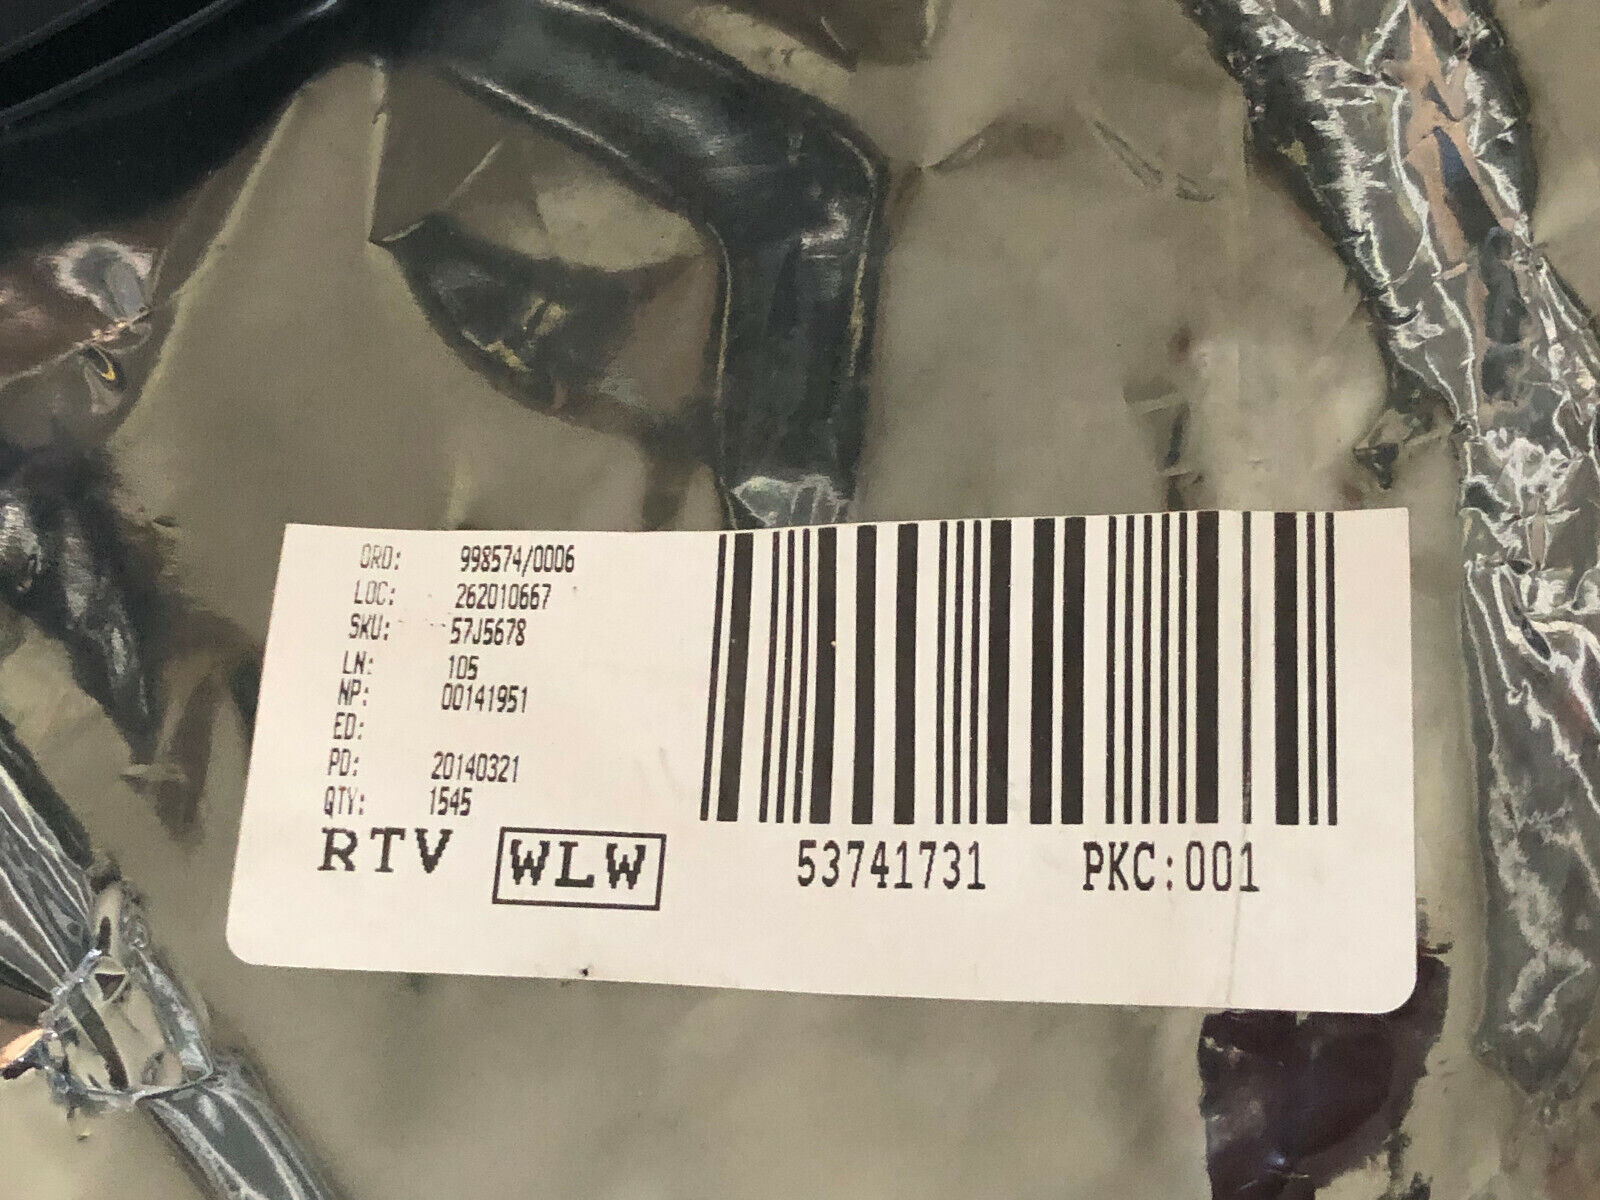 ORD: 998574/0006
LOC: 262010667
SKU: 57J5678
LN: 105
NP: 00141951
ED:
PD: 20140321
QTY: 1545
RTV WLW
53741731 PKC:001